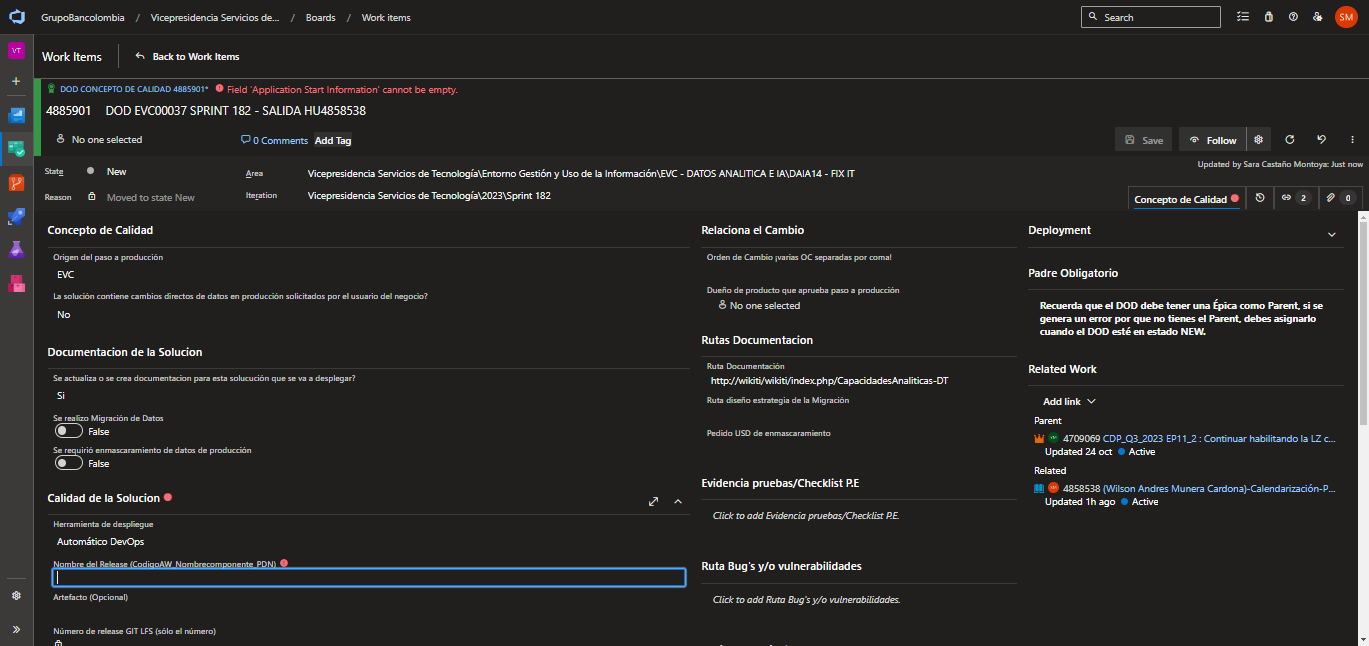 GrupoBancolombia / Vicepresidencia Servicios de... / Boards / Work items
Search
SM
VT
Work Items
Back to Work Items
DOD CONCEPTO DE CALIDAD 4885901*
Field 'Application Start Information' cannot be empty.
4885901 DOD EVC00037 SPRINT 182 - SALIDA HU4858538
No one selected
0 Comments
Add Tag
Save
Follow
Updated by Sara Castaño Montoya: Just now
State
New
Area
Vicepresidencia Servicios de Tecnología\Entorno Gestión y Uso de la Información\EVC - DATOS ANALITICA E IA\DAIA14 - FIX IT
Reason
Moved to state New
Iteration
Vicepresidencia Servicios de Tecnología\2023\Sprint 182
Concepto de Calidad
2
0
Concepto de Calidad
Origen del paso a producción
EVC
La solución contiene cambios directos de datos en producción solicitados por el usuario del negocio?
No
Documentacion de la Solucion
Se actualiza o se crea documentacion para esta solucución que se va a desplegar?
Si
Se realizo Migración de Datos
False
Se requirió enmascaramiento de datos de producción
False
Calidad de la Solucion
Herramienta de despliegue
Automático DevOps
Nombre del Release (CodigoAW_Nombrecomponente_PDN)
Artefacto (Opcional)
Número de release GIT LFS (sólo el número)
Relaciona el Cambio
Orden de Cambio ¡varias OC separadas por coma!
Dueño de producto que aprueba paso a producción
No one selected
Rutas Documentacion
Ruta Documentación
http://wikiti/wikiti/index.php/CapacidadesAnaliticas-DT
Ruta diseño estrategia de la Migración
Pedido USD de enmascaramiento
Evidencia pruebas/Checklist P.E
Click to add Evidencia pruebas/Checklist P.E.
Ruta Bug's y/o vulnerabilidades
Click to add Ruta Bug's y/o vulnerabilidades.
Deployment
Padre Obligatorio
Recuerda que el DOD debe tener una Épica como Parent, si se
genera un error por que no tienes el Parent, debes asignarlo
cuando el DOD esté en estado NEW.
Related Work
Add link
Parent
4709069 CDP_Q3_2023 EP11_2 : Continuar habilitando la LZ c...
Updated 24 oct Active
Related
4858538 (Wilson Andres Munera Cardona)-Calendarización-P...
Updated 1h ago Active